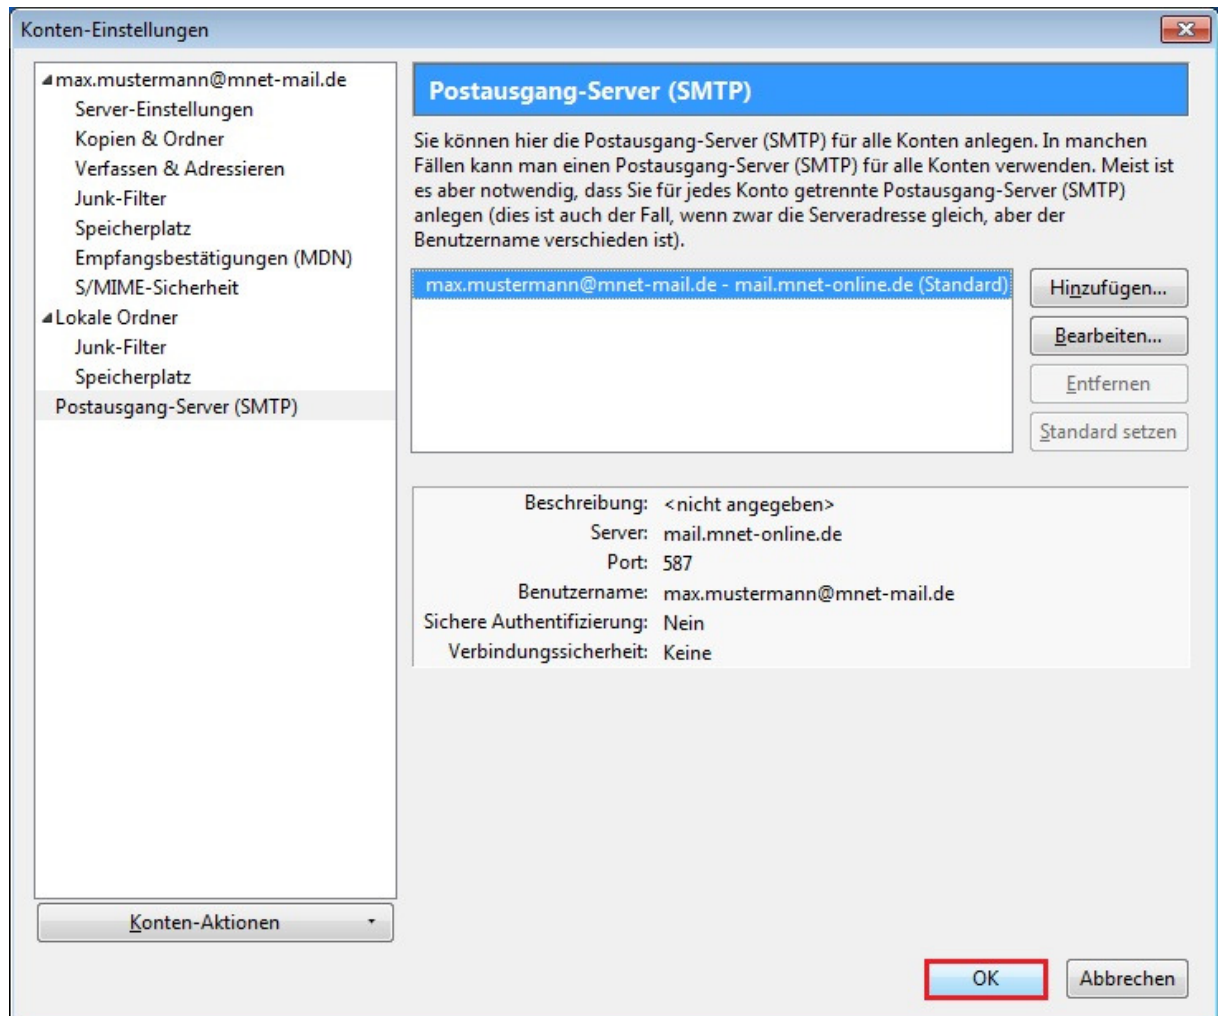 Konten-Einstellungen
max.mustermann@mnet-mail.de
Server-Einstellungen
Kopien & Ordner
Verfassen & Adressieren
Junk-Filter
Speicherplatz
Empfangsbestätigungen (MDN)
S/MIME-Sicherheit
Lokale Ordner
Junk-Filter
Speicherplatz
Postausgang-Server (SMTP)
Konten-Aktionen
Postausgang-Server (SMTP)
Sie können hier die Postausgang-Server (SMTP) für alle Konten anlegen. In manchen
Fällen kann man einen Postausgang-Server (SMTP) für alle Konten verwenden. Meist ist
es aber notwendig, dass Sie für jedes Konto getrennte Postausgang-Server (SMTP)
anlegen (dies ist auch der Fall, wenn zwar die Serveradresse gleich, aber der
Benutzername verschieden ist).
max.mustermann@mnet-mail.de - mail.mnet-online.de (Standard)
Hinzufügen...
Bearbeiten...
Entfernen
Standard setzen
Beschreibung: <nicht angegeben>
Server: mail.mnet-online.de
Port: 587
Benutzername: max.mustermann@mnet-mail.de
Sichere Authentifizierung: Nein
Verbindungssicherheit: Keine
OK
Abbrechen